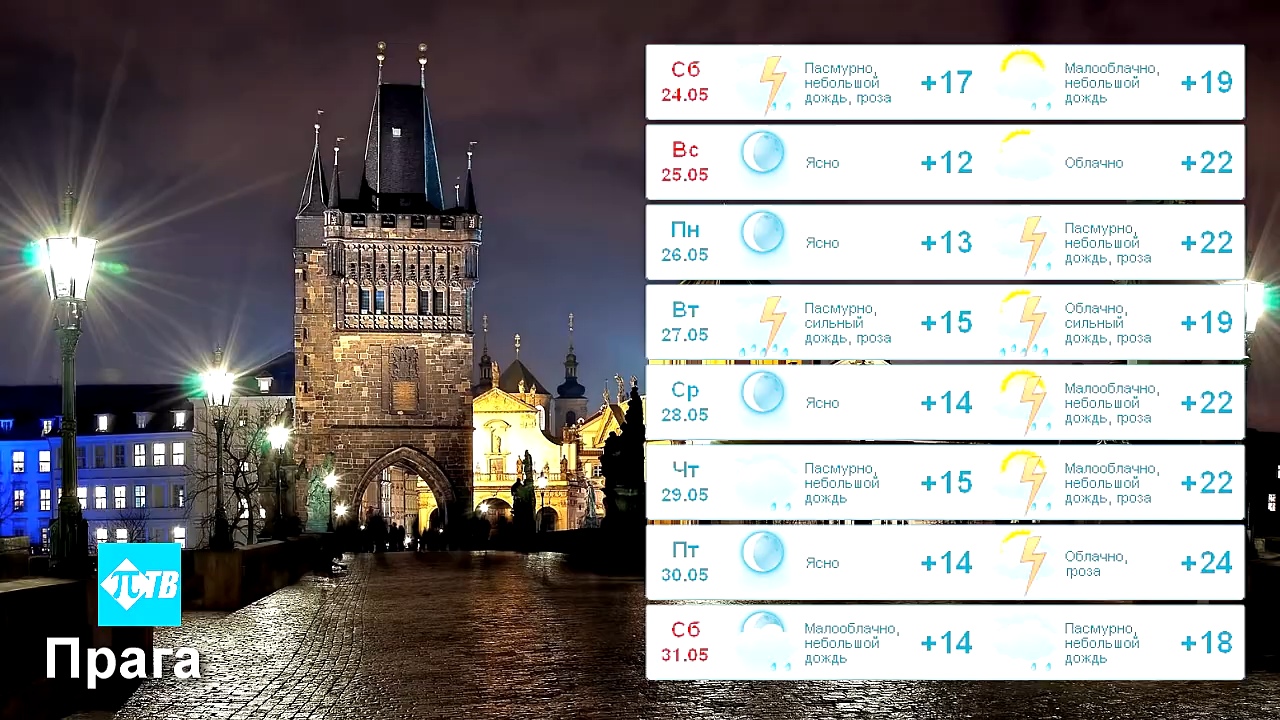 Сб
24.05
Пасмурно,
небольшой
дождь, гроза
+17
Малооблачно,
небольшой
дождь
+19
Вс
25.05
Ясно
+12
Облачно
+22
Пн
26.05
Ясно
+13
Пасмурно,
небольшой
дождь, гроза
+22
Вт
27.05
Пасмурно,
сильный
дождь, гроза
+15
Облачно,
сильный
дождь, гроза
+19
Ср
28.05
Ясно
+14
Малооблачно,
небольшой
дождь, гроза
+22
Чт
29.05
Пасмурно,
небольшой
дождь
+15
Малооблачно,
небольшой
дождь, гроза
+22
Пт
30.05
Ясно
+14
Облачно,
гроза
+24
Сб
31.05
Малооблачно,
небольшой
дождь
+14
Пасмурно,
небольшой
дождь
+18
πТВ
Прага